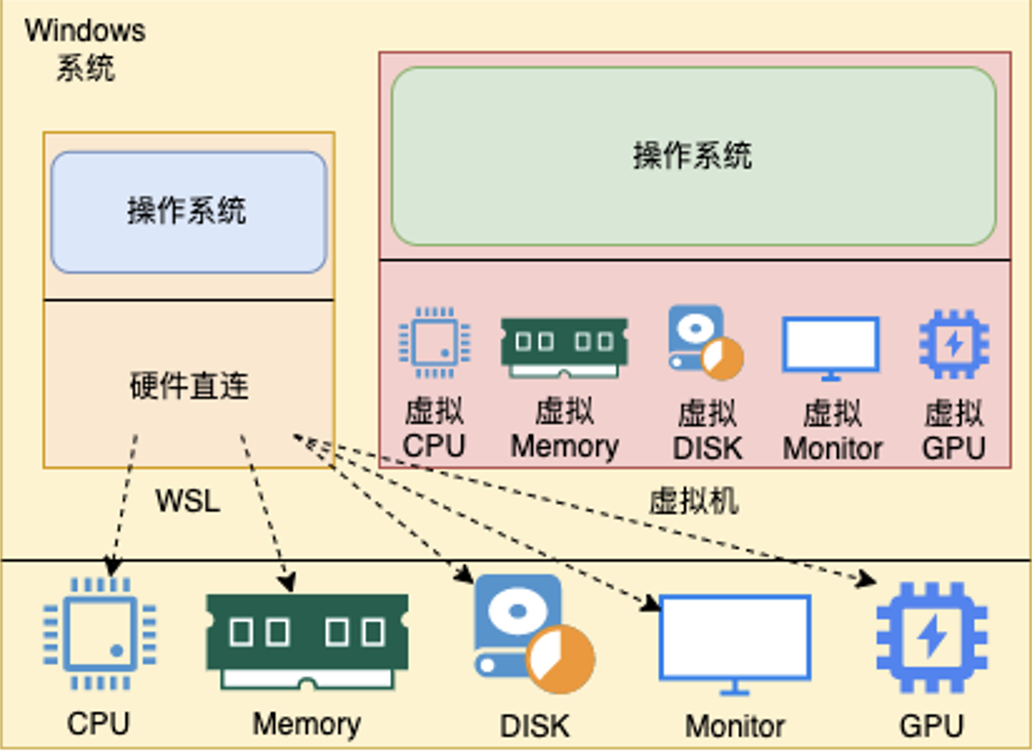 Windows
系统
操作系统
操作系统
硬件直连
虚拟
CPU
虚拟
Memory
虚拟
DISK
虚拟
Monitor
虚拟
GPU
WSL
虚拟机
CPU
Memory
DISK
Monitor
GPU